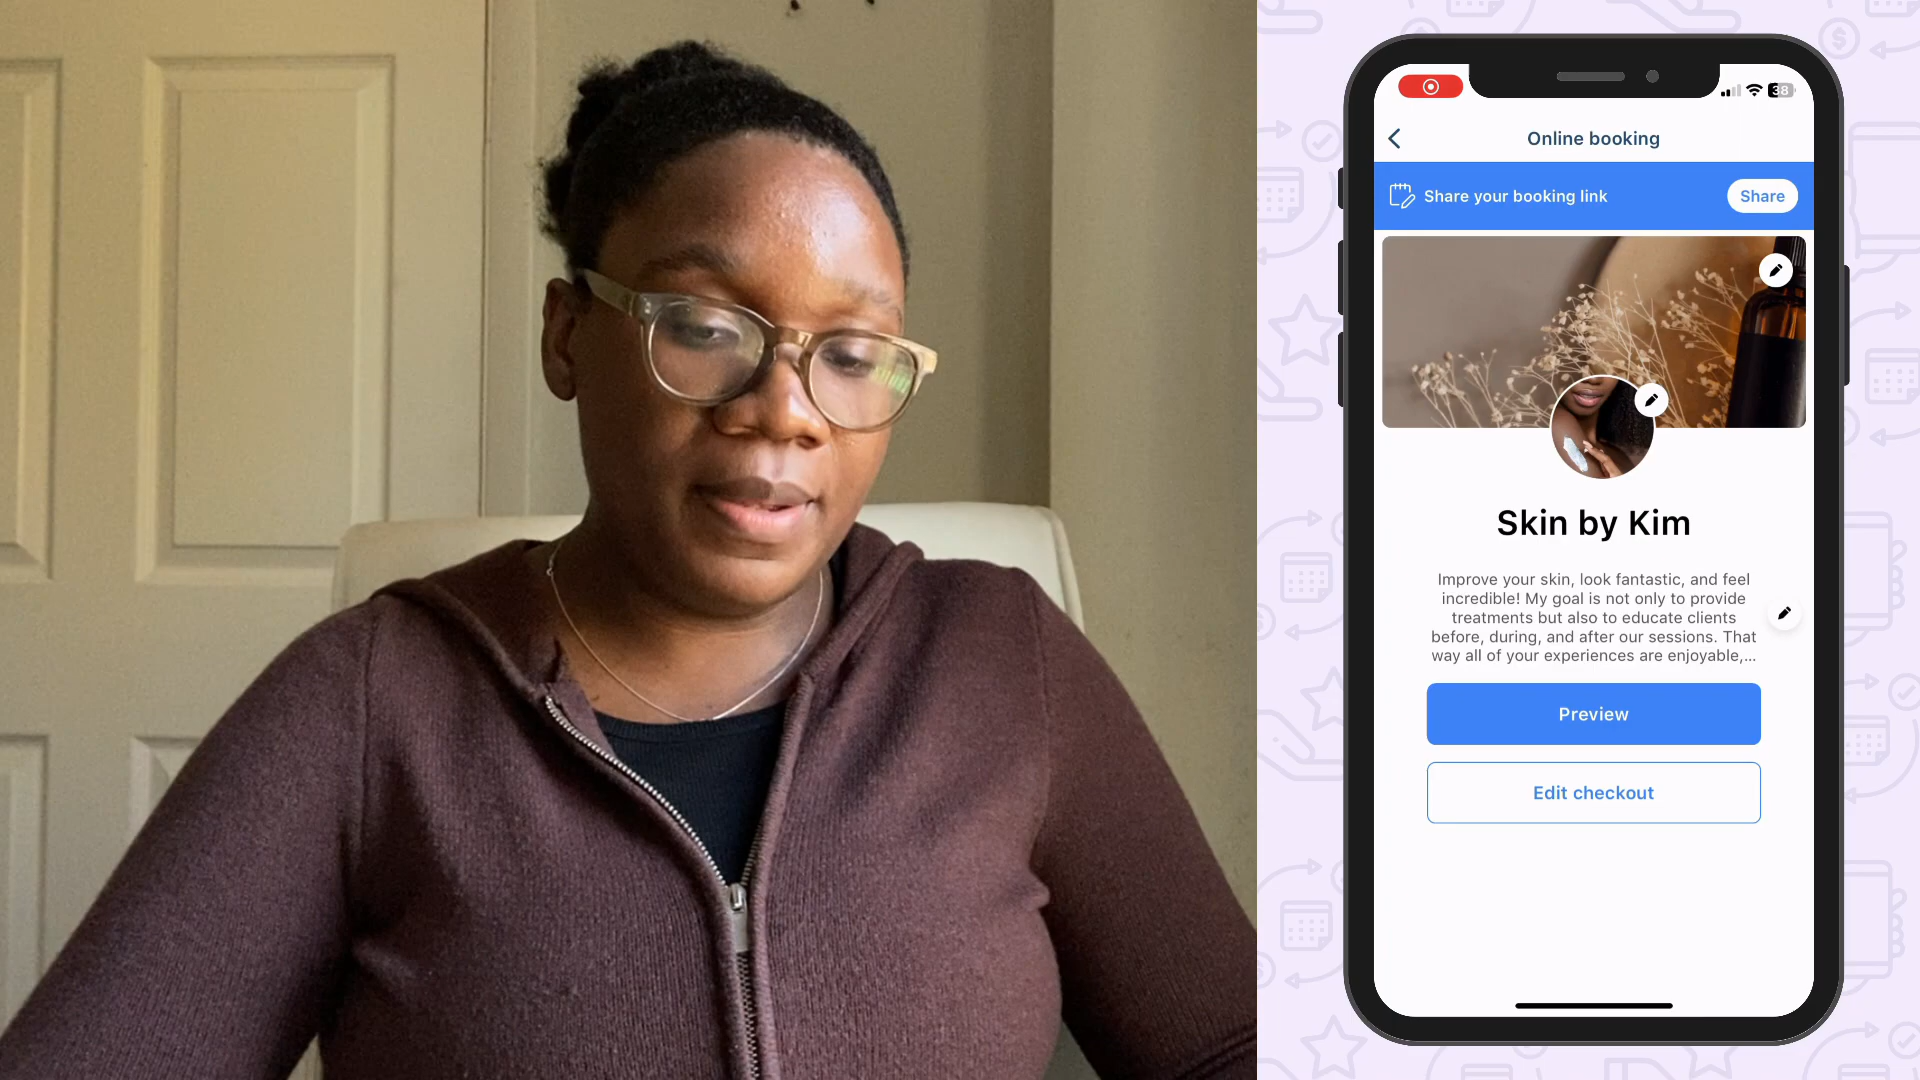 38
Online booking
Share your booking link
Share
Skin by Kim
Improve your skin, look fantastic, and feel
incredible! My goal is not only to provide
treatments but also to educate clients
before, during, and after our sessions. That
way all of your experiences are enjoyable,...
Preview
Edit checkout